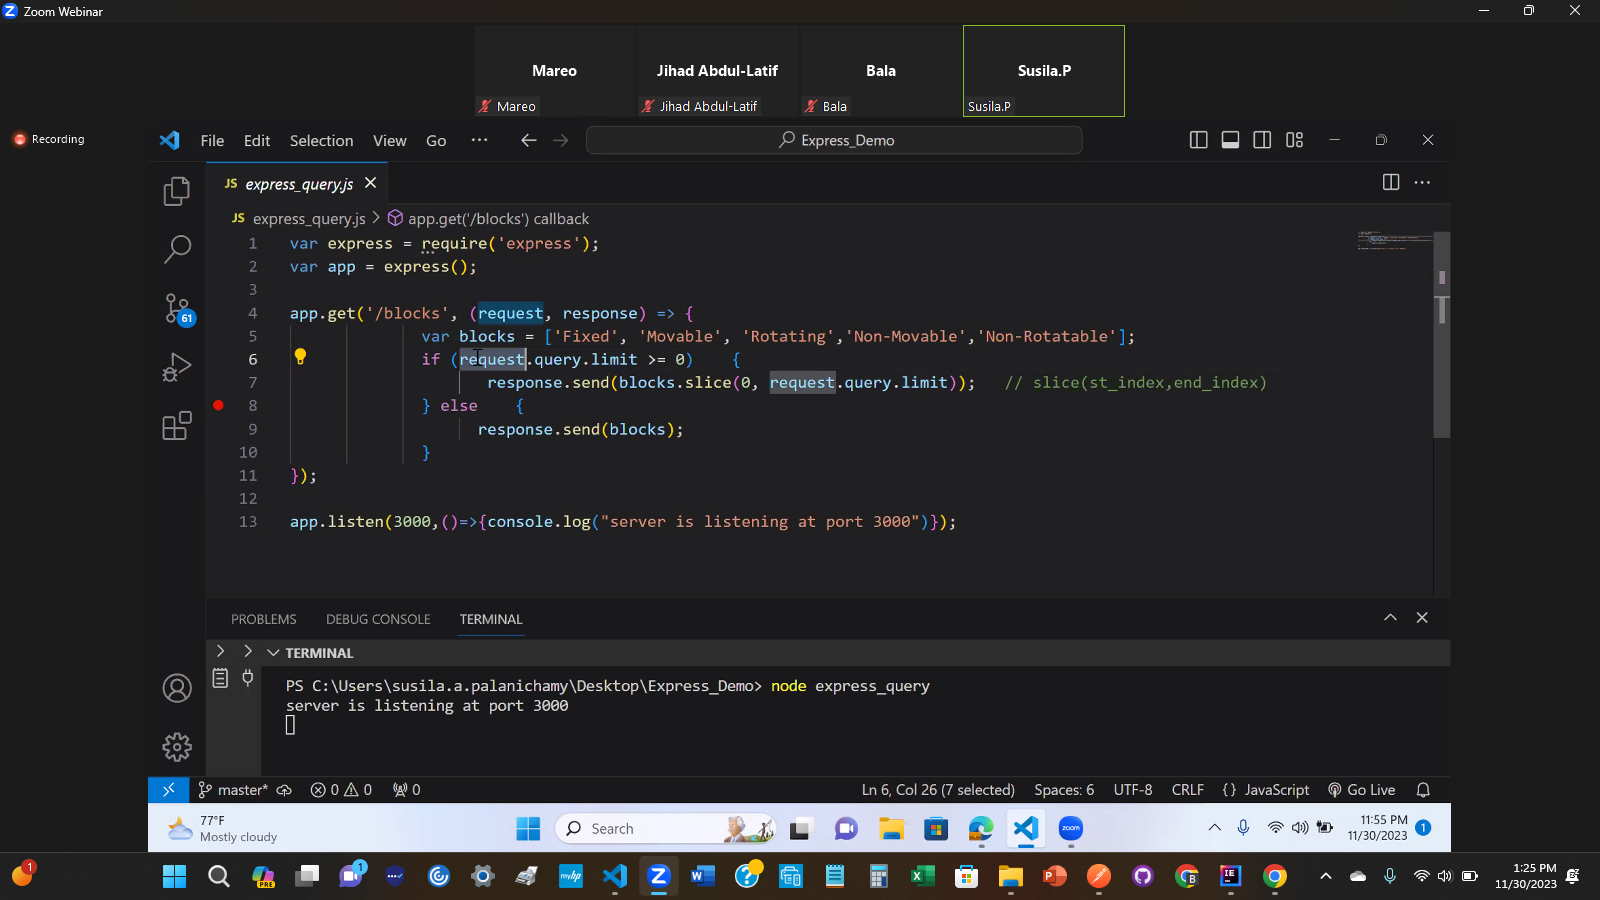 Zoom Webinar
Mareo
Jihad Abdul-Latif
Bala
Susila.P
Mareo
Jihad Abdul-Latif
Bala
Susila.P
Recording
File Edit Selection View Go ··· Express_Demo
JS express_query.js
JS express_query.js > app.get('/blocks') callback
1 var express = require('express');
2 var app = express();
3
4 app.get('/blocks', (request, response) => {
5 var blocks = ['Fixed', 'Movable', 'Rotating','Non-Movable','Non-Rotatable'];
6 if (request.query.limit >= 0) {
7 response.send(blocks.slice(0, request.query.limit)); // slice(st_index,end_index)
8 } else {
9 response.send(blocks);
10 }
11 });
12
13 app.listen(3000,()=>{console.log("server is listening at port 3000")});
61
PROBLEMS DEBUG CONSOLE TERMINAL
TERMINAL
PS C:\Users\susila.a.palanichamy\Desktop\Express_Demo> node express_query
server is listening at port 3000
master* 0 0 0 Ln 6, Col 26 (7 selected) Spaces: 6 UTF-8 CRLF {} JavaScript Go Live
77°F
Mostly cloudy
Search
zoom
11:55 PM
11/30/2023
1
1
PRE
1
myhp
1:25 PM
11/30/2023